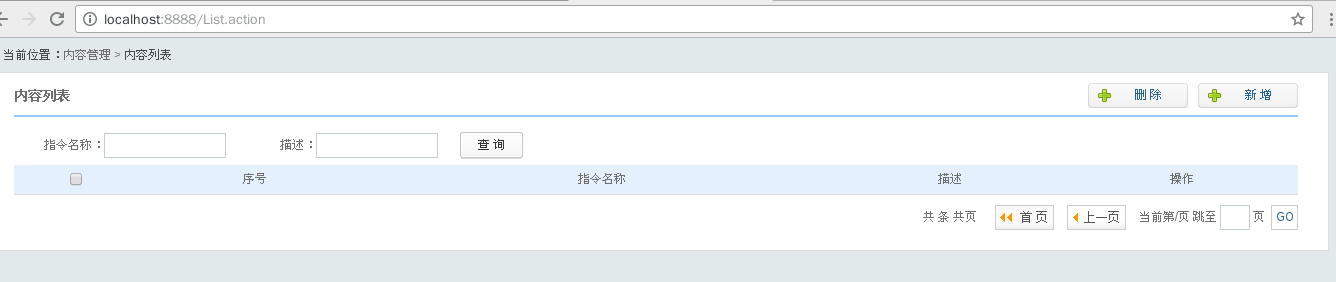 localhost:8888/List.action
当前位置：内容管理 > 内容列表
内容列表 删 除 新 增
指令名称： 描述： 查 询
序号 指令名称 描述 操作
共 条 共页 首 页 上一页 当前第/页 跳至 页 GO